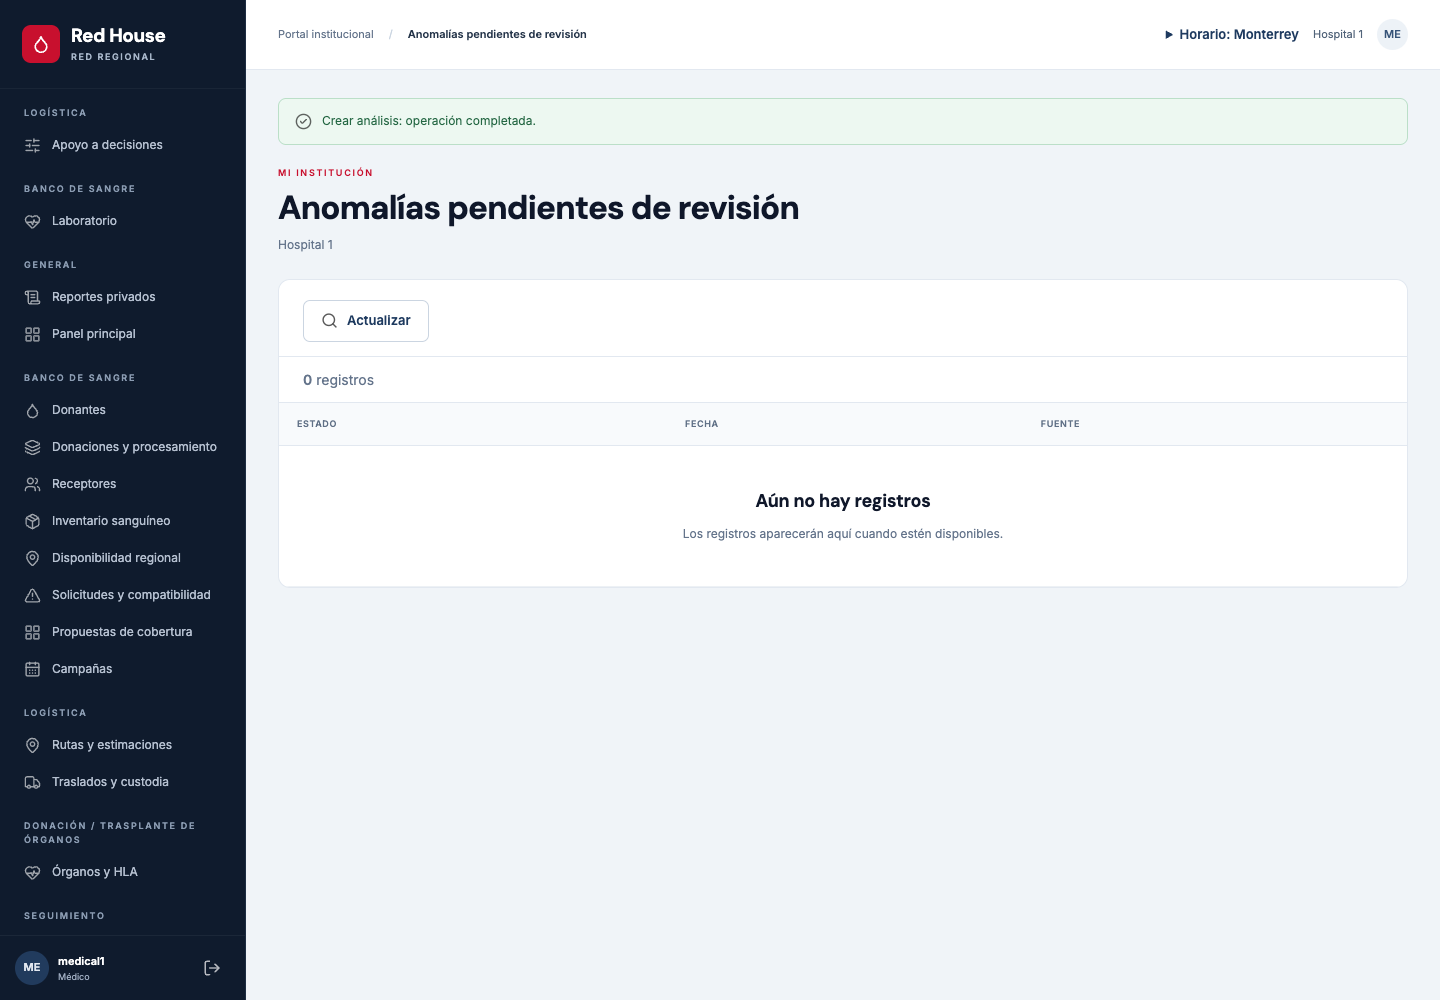 Red House
RED REGIONAL
LOGÍSTICA
Apoyo a decisiones
BANCO DE SANGRE
Laboratorio
GENERAL
Reportes privados
Panel principal
BANCO DE SANGRE
Donantes
Donaciones y procesamiento
Receptores
Inventario sanguíneo
Disponibilidad regional
Solicitudes y compatibilidad
Propuestas de cobertura
Campañas
LOGÍSTICA
Rutas y estimaciones
Traslados y custodia
DONACIÓN / TRASPLANTE DE
ÓRGANOS
Órganos y HLA
SEGUIMIENTO
ME
medical1
Médico
Portal institucional / Anomalías pendientes de revisión
Horario: Monterrey
Hospital 1
ME
Crear análisis: operación completada.
MI INSTITUCIÓN
Anomalías pendientes de revisión
Hospital 1
Actualizar
0 registros
ESTADO FECHA FUENTE
Aún no hay registros
Los registros aparecerán aquí cuando estén disponibles.